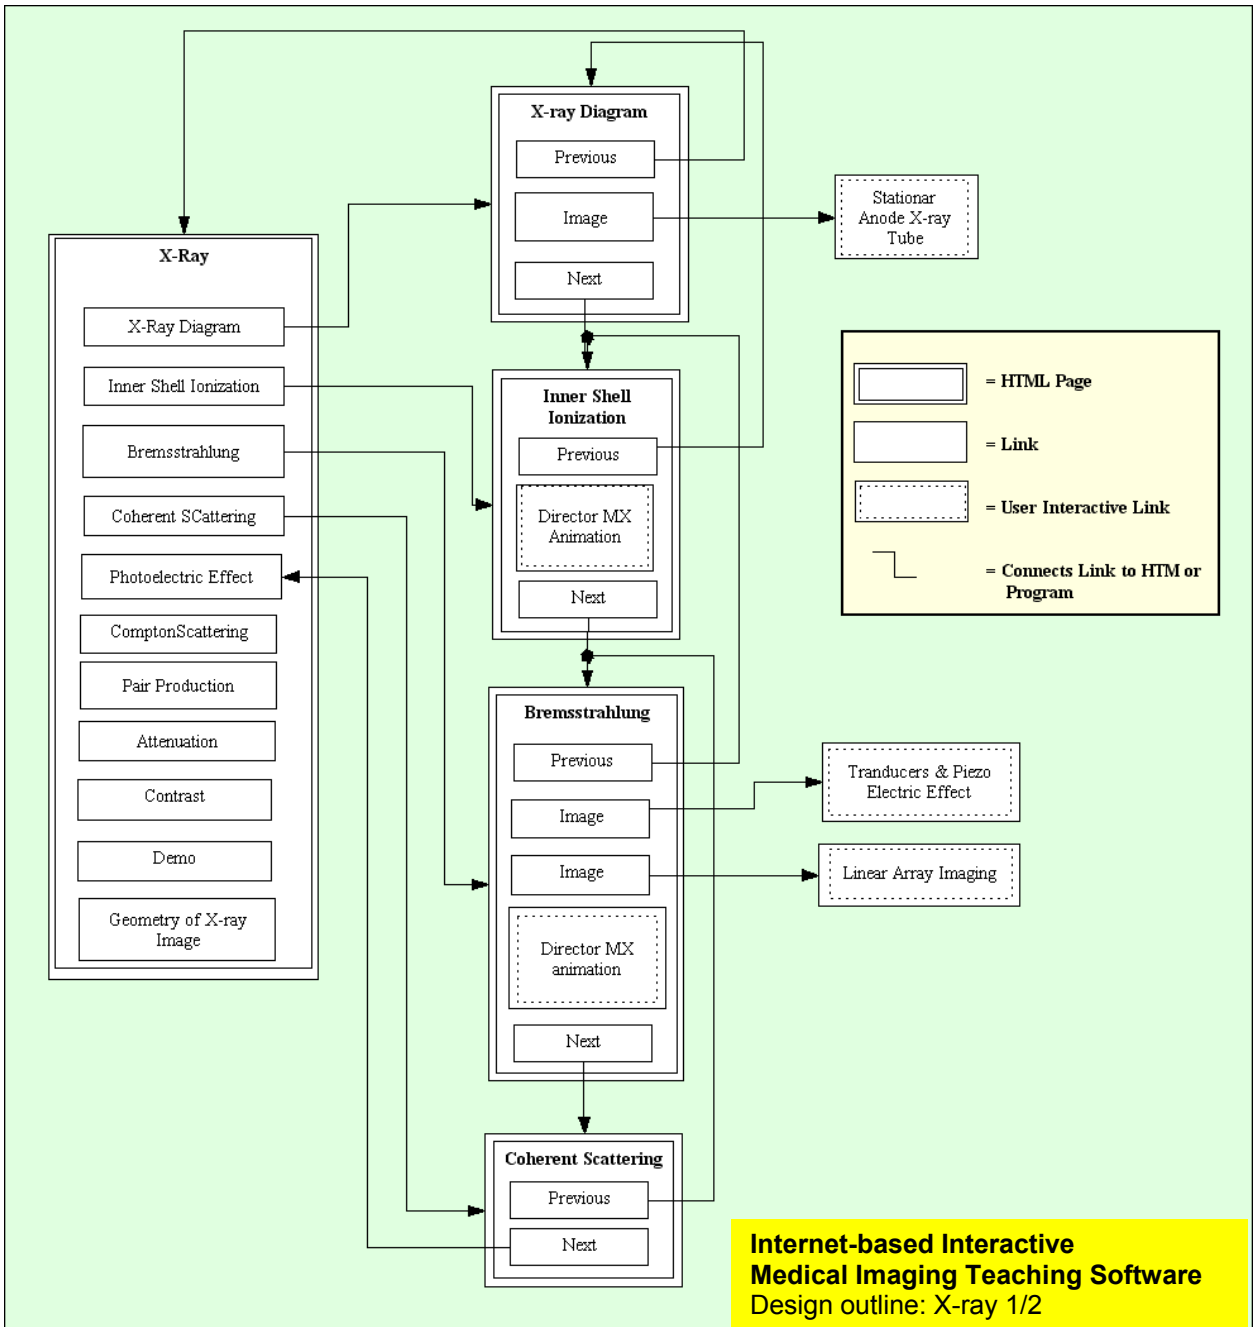 X-Ray
X-Ray Diagram
Inner Shell Ionization
Bremsstrahlung
Coherent SCattering
Photoelectric Effect
ComptonScattering
Pair Production
Attenuation
Contrast
Demo
Geometry of X-ray
Image
X-ray Diagram
Previous
Image
Next
Stationar
Anode X-ray
Tube
Inner Shell
Ionization
Previous
Director MX
Animation
Next
Bremsstrahlung
Previous
Image
Image
Director MX
animation
Next
Tranducers & Piezo
Electric Effect
Linear Array Imaging
Coherent Scattering
Previous
Next
= HTML Page
= Link
= User Interactive Link
= Connects Link to HTM or
Program
Internet-based Interactive
Medical Imaging Teaching Software
Design outline: X-ray 1/2